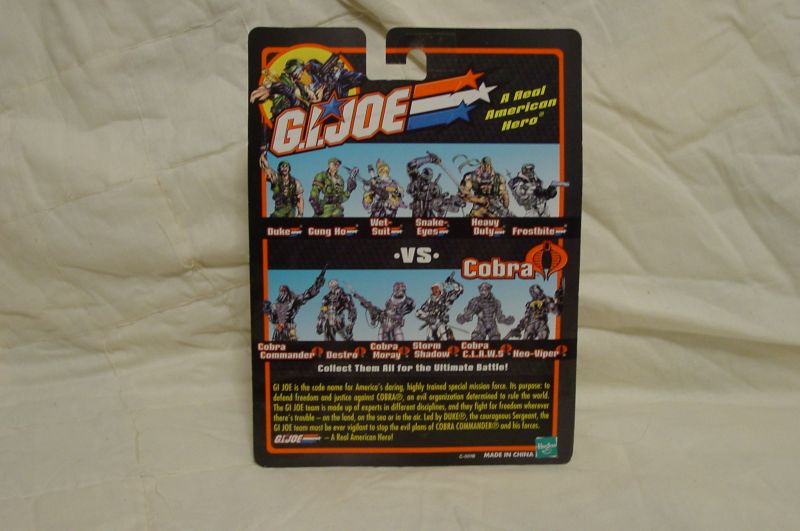 G.I.JOE
A Real
American
Hero®
Duke
Gung Ho
Wet-
Suit
Snake-
Eyes
Heavy
Duty
Frostbite
•VS•
Cobra
Cobra
Commander
Destro
Cobra
Moray
Storm
Shadow
Cobra
C.L.A.W.S
Neo-Viper
Collect Them All for the Ultimate Battle!
GI JOE is the code name for America's daring, highly trained special mission force. Its purpose: to
defend freedom and justice against COBRA®, an evil organization determined to rule the world.
The GI JOE team is made up of experts in different disciplines, and they fight for freedom wherever
there's trouble – on the land, on the sea or in the air. Led by DUKE®, the courageous Sergeant, the
GI JOE team must be ever vigilant to stop the evil plans of COBRA COMMANDER® and his forces.
G.I.JOE – A Real American Hero!
MADE IN CHINA
Hasbro